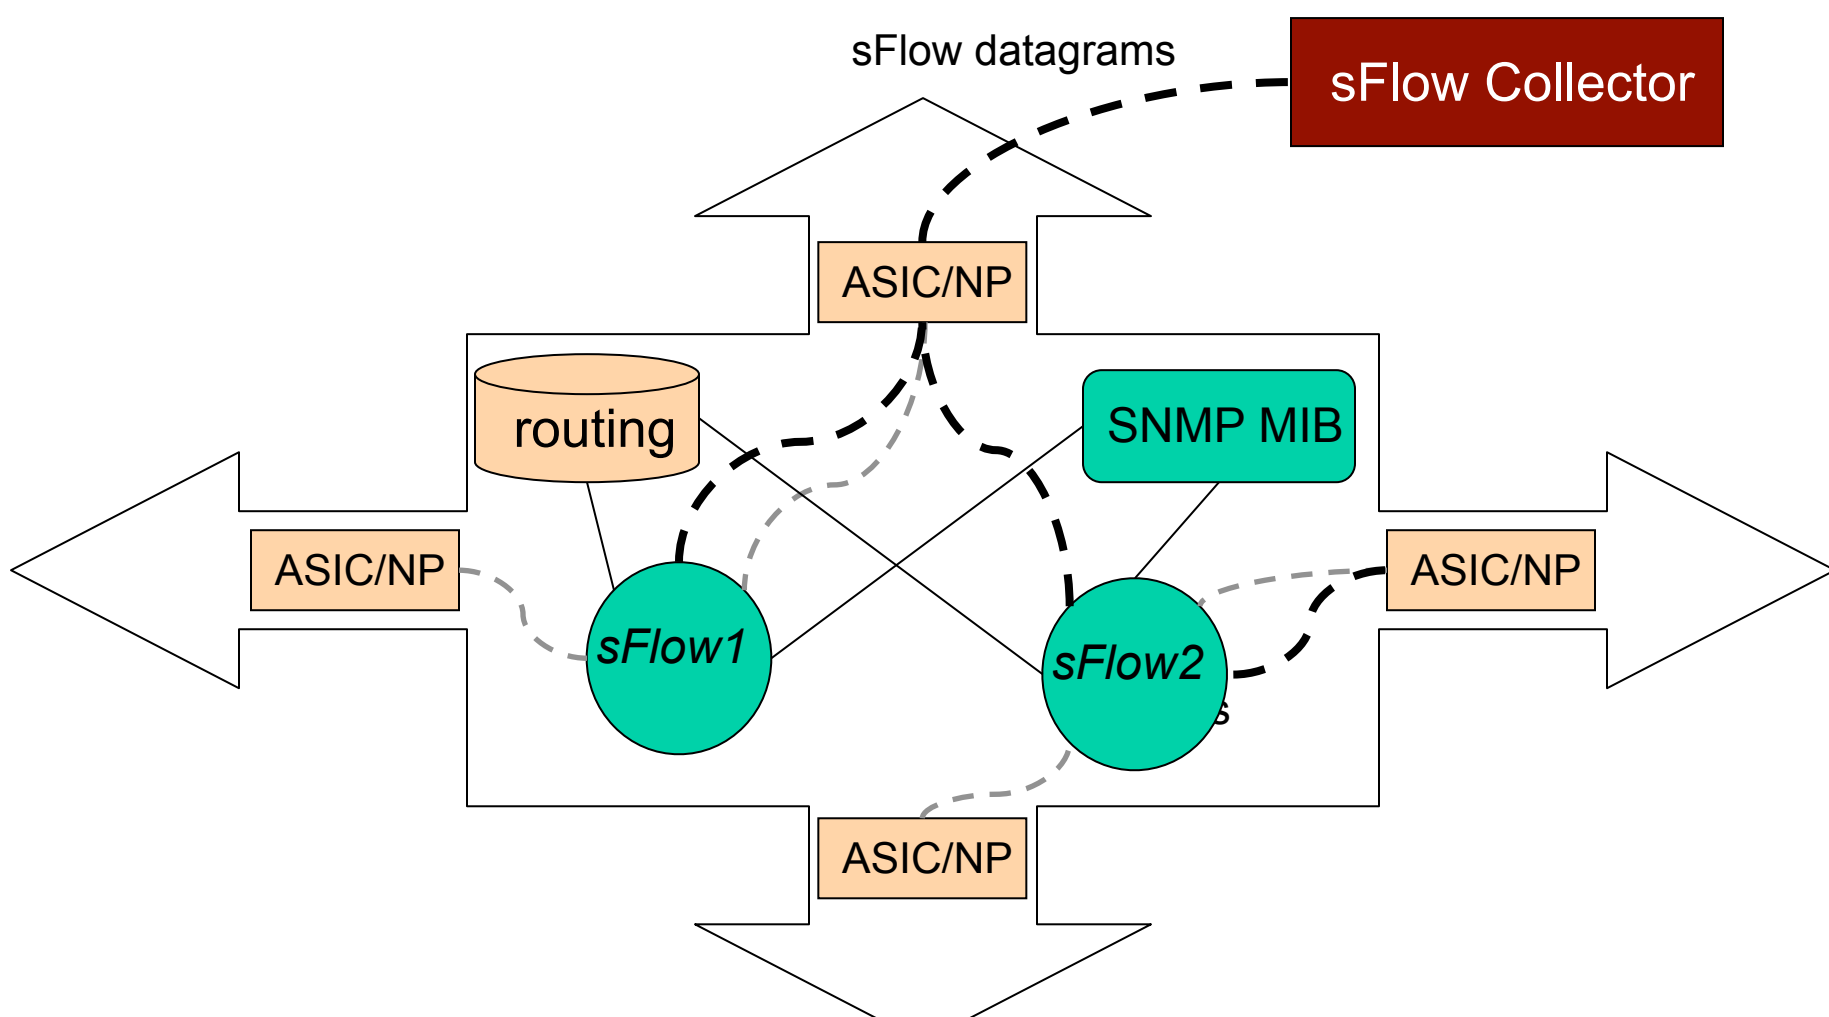 sFlow datagrams
sFlow Collector
ASIC/NP
routing
SNMP MIB
ASIC/NP
ASIC/NP
sFlow1
sFlow2
ASIC/NP